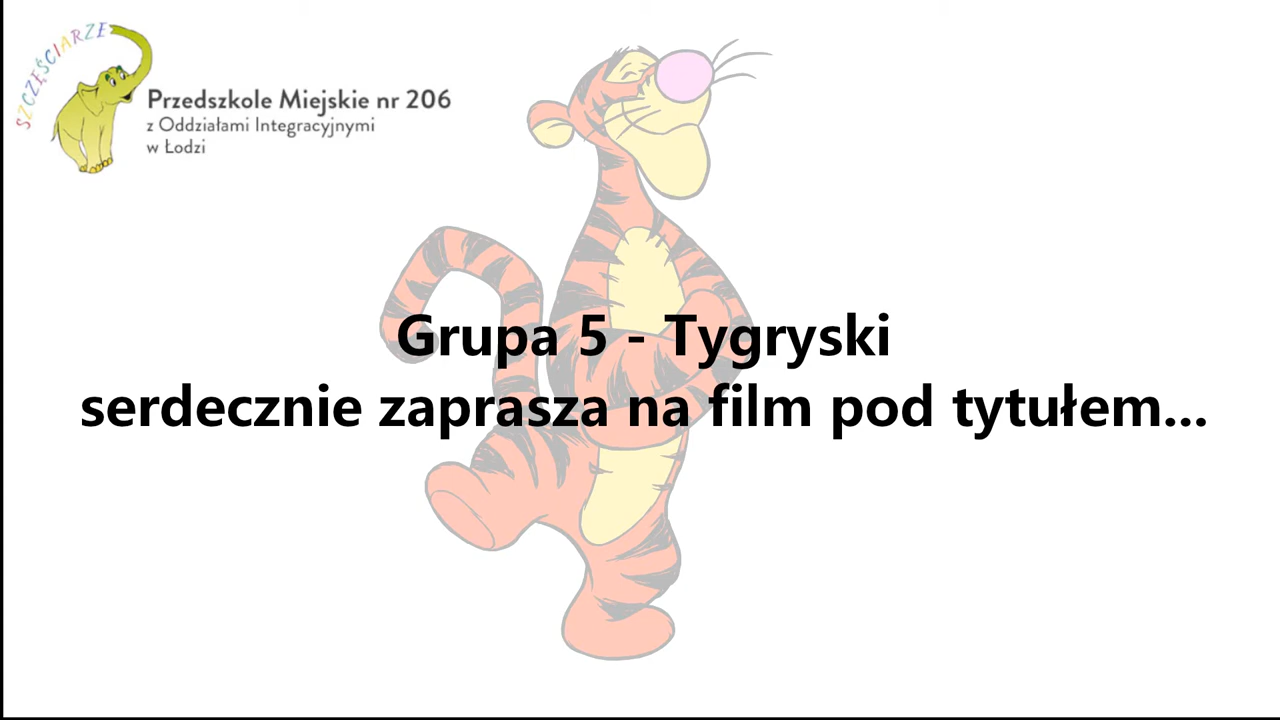 SZCZĘŚCIARZE
Przedszkole Miejskie nr 206
z Oddziałami Integracyjnymi
w Łodzi
Grupa 5 - Tygryski
serdecznie zaprasza na film pod tytułem...